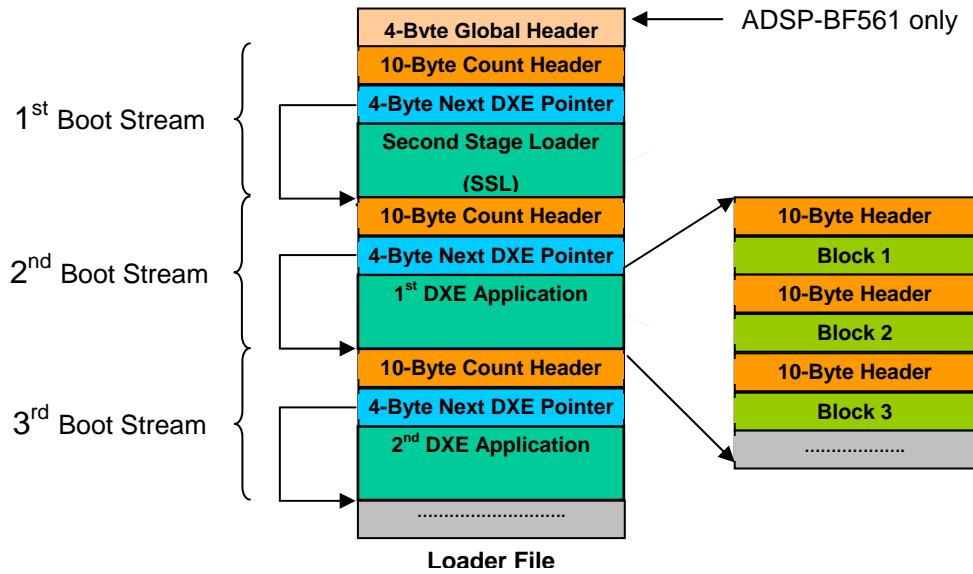 4-Byte Global Header
ADSP-BF561 only
10-Byte Count Header
4-Byte Next DXE Pointer
1st Boot Stream
Second Stage Loader
(SSL)
10-Byte Count Header
4-Byte Next DXE Pointer
2nd Boot Stream
1st DXE Application
10-Byte Count Header
4-Byte Next DXE Pointer
3rd Boot Stream
2nd DXE Application
...............................
Loader File
10-Byte Header
Block 1
10-Byte Header
Block 2
10-Byte Header
Block 3
...................